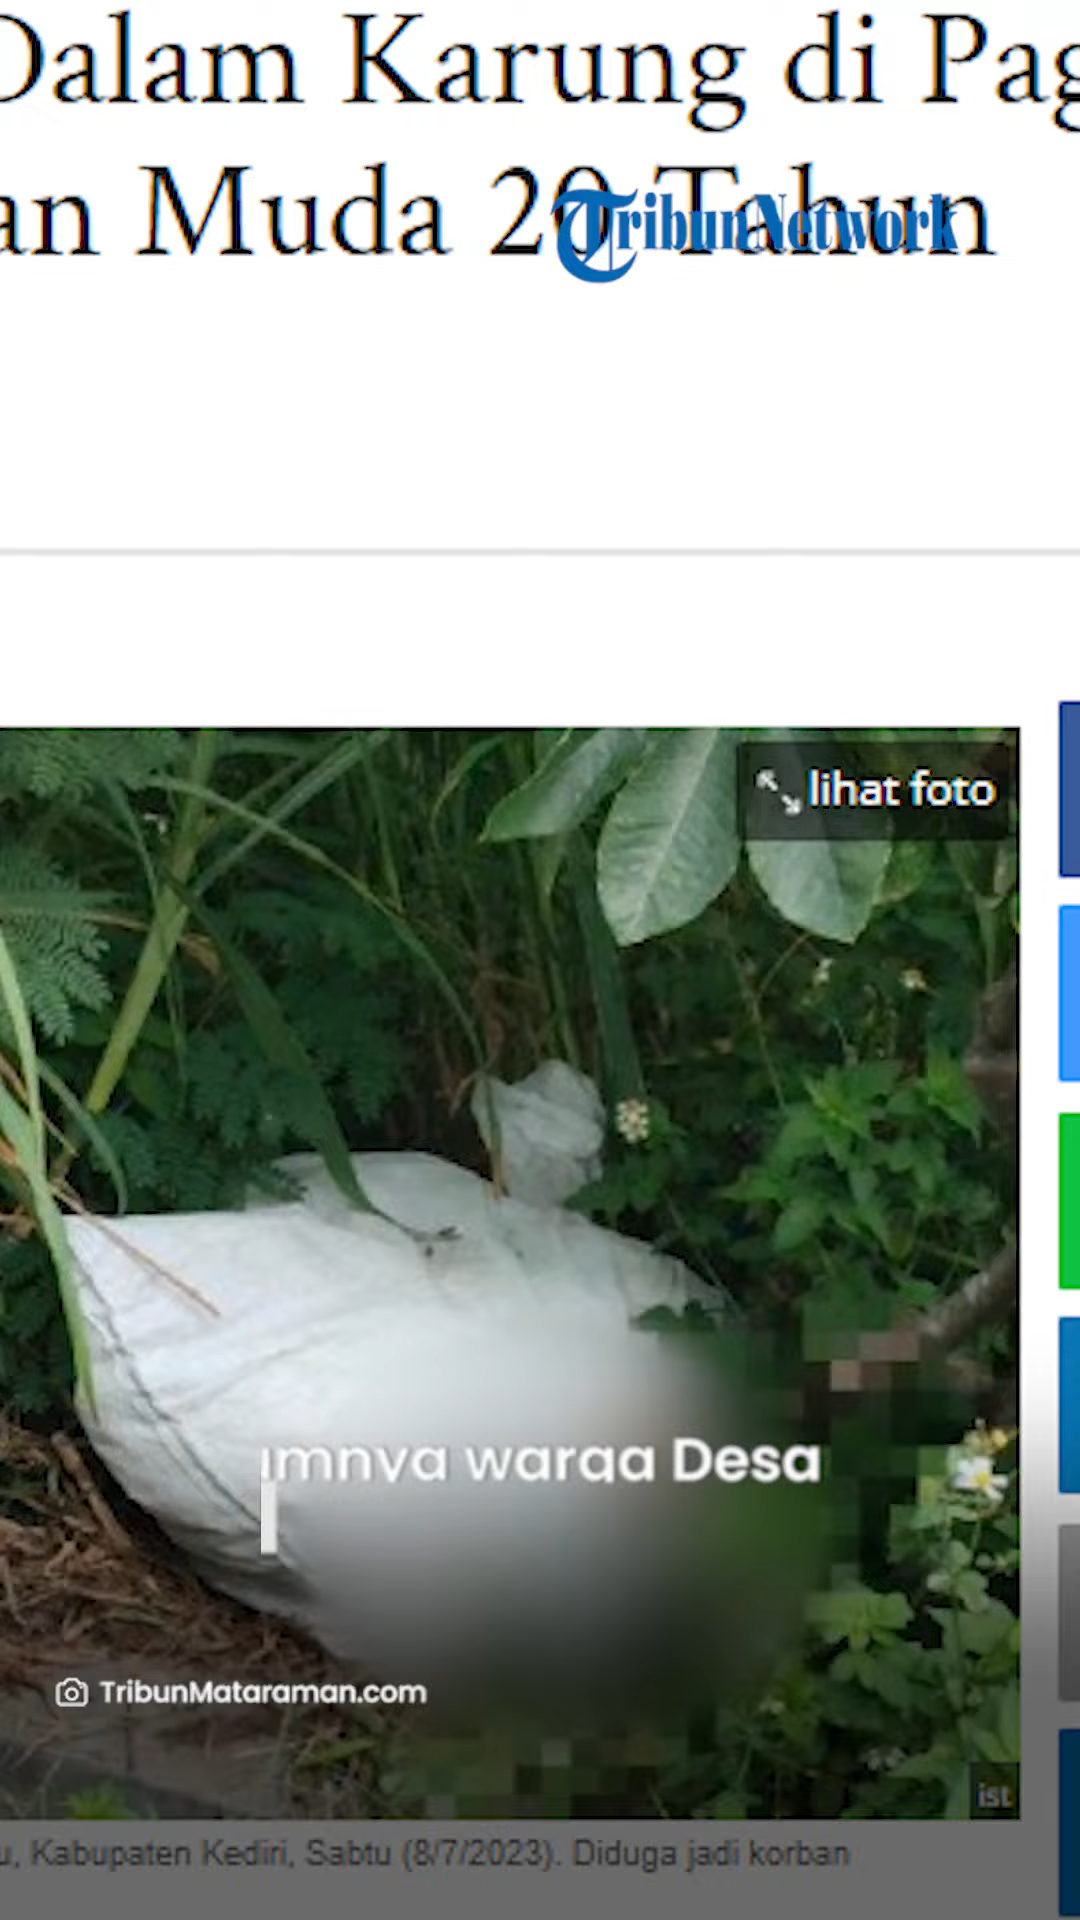 Dalam Karung di Pag
an Muda 20 Tahun
TribunNetwork
lihat foto
warga Desa
TribunMataraman.com
ist
u, Kabupaten Kediri, Sabtu (8/7/2023). Diduga jadi korban